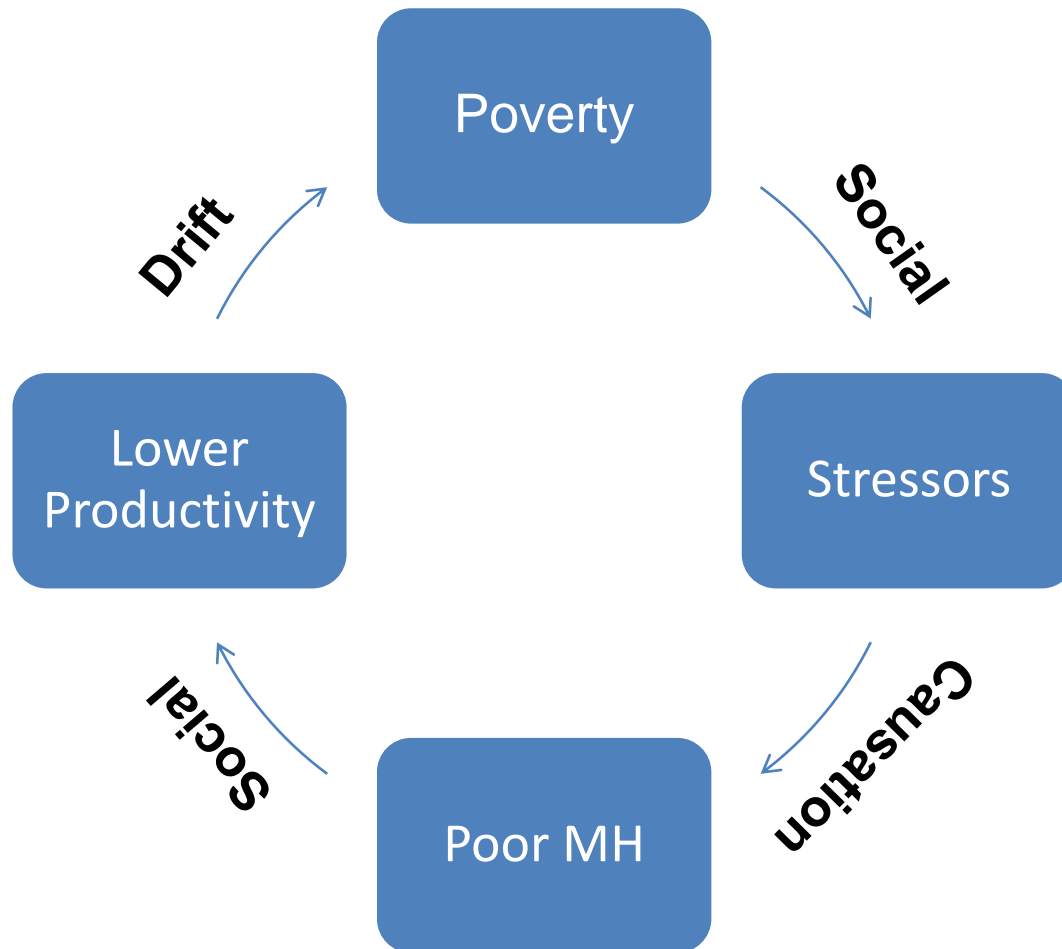 Poverty
Social
Stressors
Causation
Poor MH
Social
Lower
Productivity
Drift